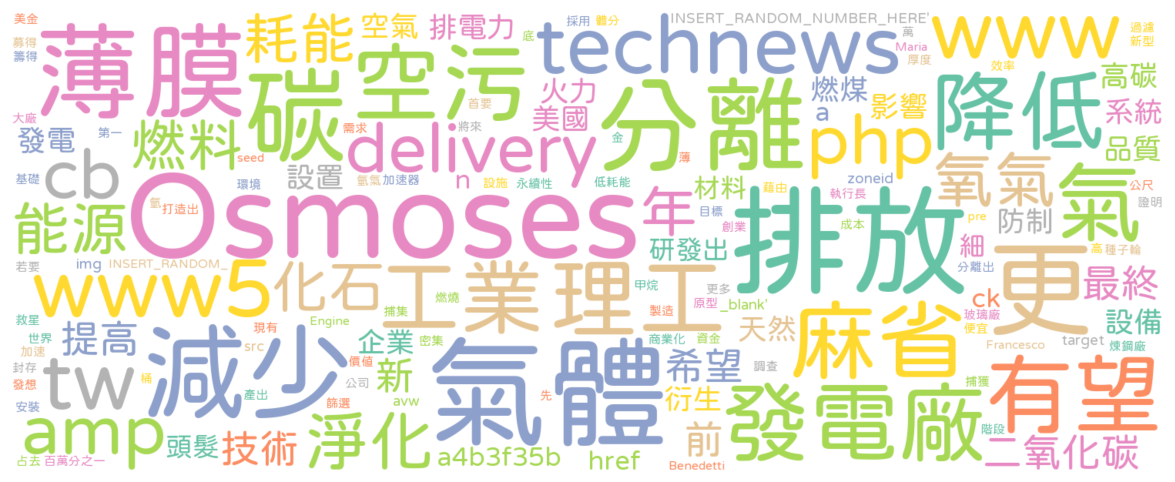 美金
募得
籌得
大廠
薄膜
耗能
空氣
排電力
底
採用
體分
technews
INSERT_RANDOM_NUMBER_HERE'
萬
Maria
厚度
www
過濾
新型
效率
碳
空污
首要
火力
美國
分離
燃煤
a
影響
降低
高碳
系統
品質
發電
第一
燃料
delivery
將來
需求
seed
金
薄
php
zoneid
基礎
cb
環境
設置
氬氣
加速器
n
設施
永續性
低耗能
材料
藉由
執行長
氧氣
氣
公尺
證明
能源
氬
打造出
Osmoses
年
目標
創業
研發出
排放
成本
pre
防制
細
分離出
高
種子輪
若要
img
INSERT_RANDOM_
www5
化石
工業
理工
甲烷
更多
原型
_blank'
更
最終
救星
世界
加速
提高
現有
src
Engine
捕集
燃燒
密集
企業
製造
商業化
資金
天然
麻省
ck
玻璃廠
便宜
設備
target
煉鋼廠
Francesco
封存
發想
安裝
tw
桶
減少
產出
價值
公司
篩選
新
avw
氣體
先
希望
調查
衍生
發電廠
捕獲
有望
階段
amp
占去
百萬分之一
頭髮
技術
淨化
a4b3f35b
href
前
Benedetti
二氧化碳